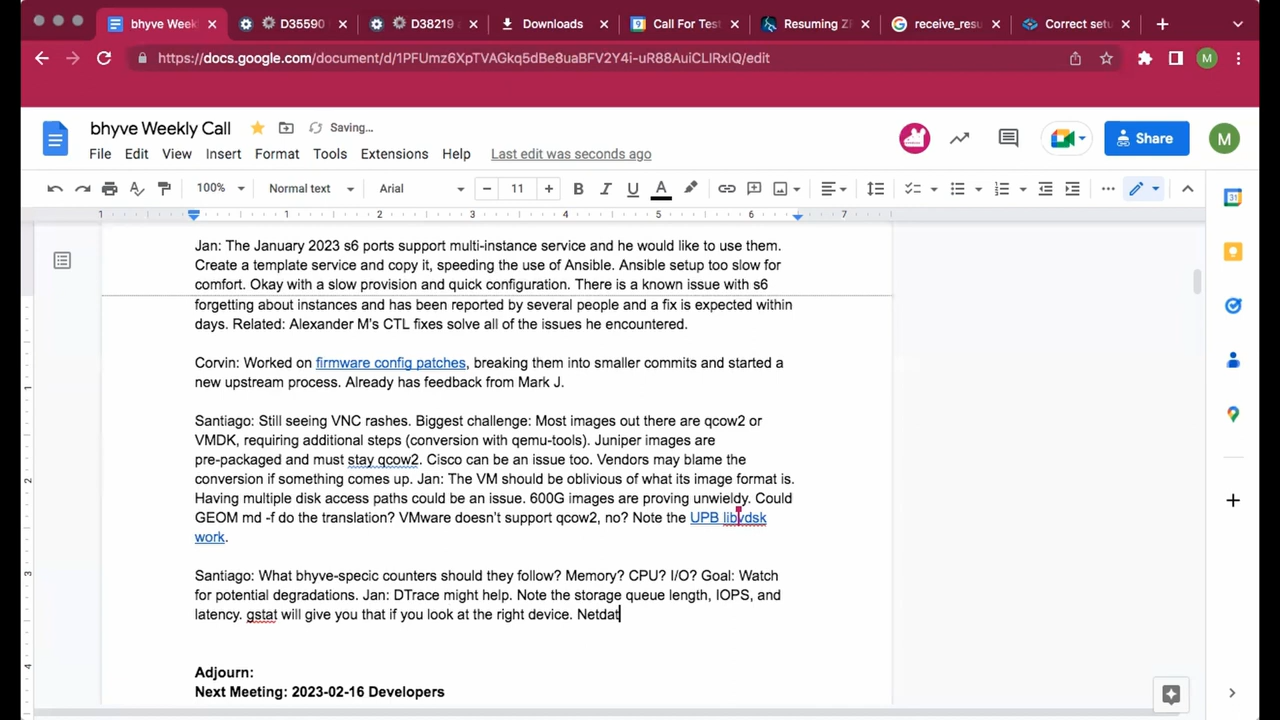 bhyve Weekl
D35590
D38219
Downloads
Call For Test
Resuming ZF
receive_resu
Correct setu
https://docs.google.com/document/d/1PFUmz6XpTVAGkq5dBe8uaBFV2Y4i-uR88AuiCLIRxIQ/edit
M
bhyve Weekly Call
Saving...
Share
M
File Edit View Insert Format Tools Extensions Help Last edit was seconds ago
100% Normal text Arial 11
1 1 2 3 4 5 6 7
Jan: The January 2023 s6 ports support multi-instance service and he would like to use them.
Create a template service and copy it, speeding the use of Ansible. Ansible setup too slow for
comfort. Okay with a slow provision and quick configuration. There is a known issue with s6
forgetting about instances and has been reported by several people and a fix is expected within
days. Related: Alexander M's CTL fixes solve all of the issues he encountered.
Corvin: Worked on firmware config patches, breaking them into smaller commits and started a
new upstream process. Already has feedback from Mark J.
Santiago: Still seeing VNC rashes. Biggest challenge: Most images out there are qcow2 or
VMDK, requiring additional steps (conversion with qemu-tools). Juniper images are
pre-packaged and must stay qcow2. Cisco can be an issue too. Vendors may blame the
conversion if something comes up. Jan: The VM should be oblivious of what its image format is.
Having multiple disk access paths could be an issue. 600G images are proving unwieldy. Could
GEOM md -f do the translation? VMware doesn't support qcow2, no? Note the UPB libvdsk
work.
Santiago: What bhyve-specic counters should they follow? Memory? CPU? I/O? Goal: Watch
for potential degradations. Jan: DTrace might help. Note the storage queue length, IOPS, and
latency. gstat will give you that if you look at the right device. Netdat
Adjourn:
Next Meeting: 2023-02-16 Developers
1
2
3
4